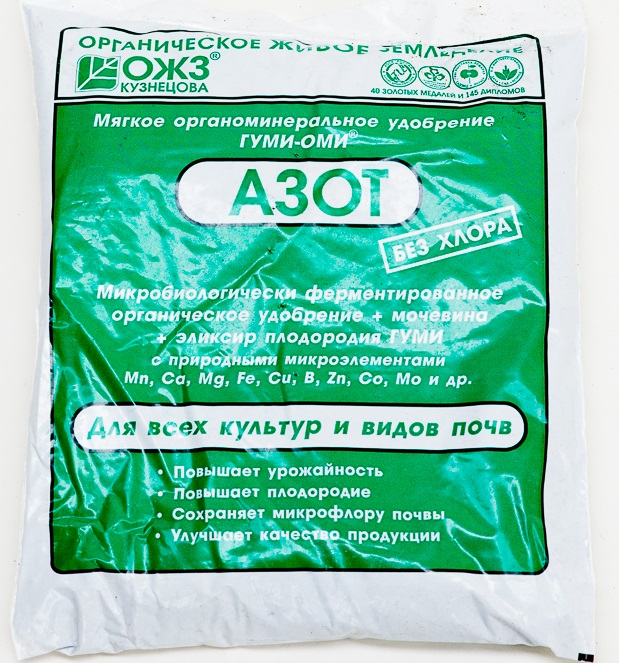 ОРГАНИЧЕСКОЕ ЖИВОЕ ЗЕМЛЕДЕЛИЕ
ОЖЗ®
КУЗНЕЦОВА
40 ЗОЛОТЫХ МЕДАЛЕЙ И 145 ДИПЛОМОВ
Мягкое органоминеральное удобрение
ГУМИ-ОМИ®
АЗОТ
БЕЗ ХЛОРА
Микробиологически ферментированное
органическое удобрение + мочевина
+ эликсир плодородия ГУМИ
с природными микроэлементами
Mn, Ca, Mg, Fe, Cu, B, Zn, Co, Mo и др.
Для всех культур и видов почв
• Повышает урожайность
• Повышает плодородие
• Сохраняет микрофлору почвы
• Улучшает качество продукции